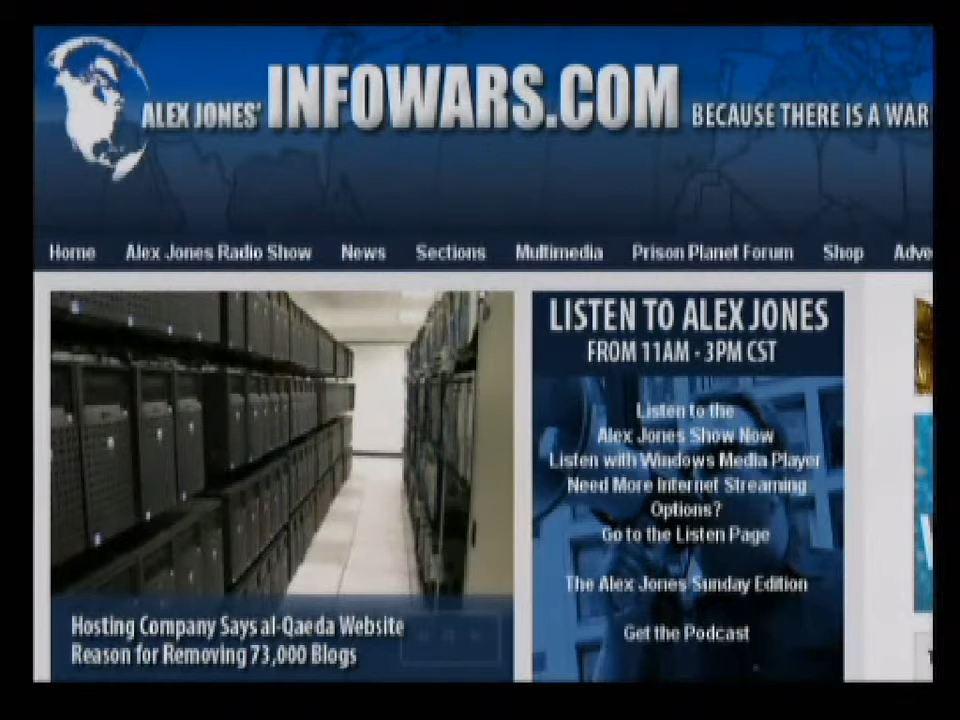 ALEX JONES' INFOWARS.COM BECAUSE THERE IS A WAR
Home Alex Jones Radio Show News Sections Multimedia Prison Planet Forum Shop Adve
LISTEN TO ALEX JONES
FROM 11AM - 3PM CST
Listen to the
Alex Jones Show Now
Listen with Windows Media Player
Need More Internet Streaming
Options?
Go to the Listen Page
The Alex Jones Sunday Edition
Get the Podcast
Hosting Company Says al-Qaeda Website
Reason for Removing 73,000 Blogs